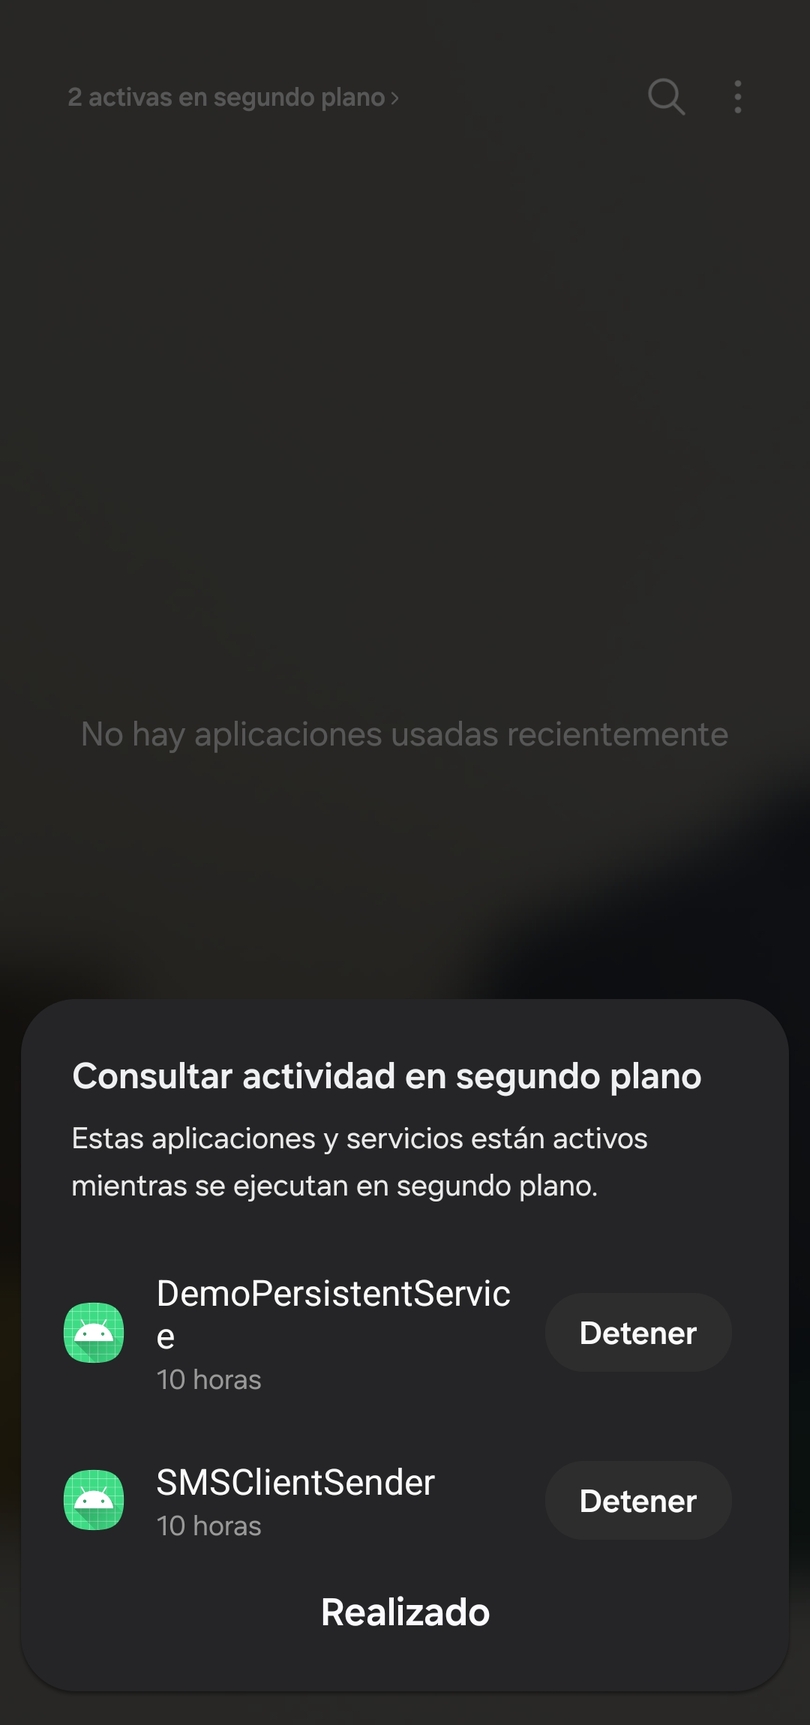 2 activas en segundo plano
No hay aplicaciones usadas recientemente
Consultar actividad en segundo plano
Estas aplicaciones y servicios están activos
mientras se ejecutan en segundo plano.
DemoPersistentServic
e
10 horas
Detener
SMSClientSender
10 horas
Detener
Realizado